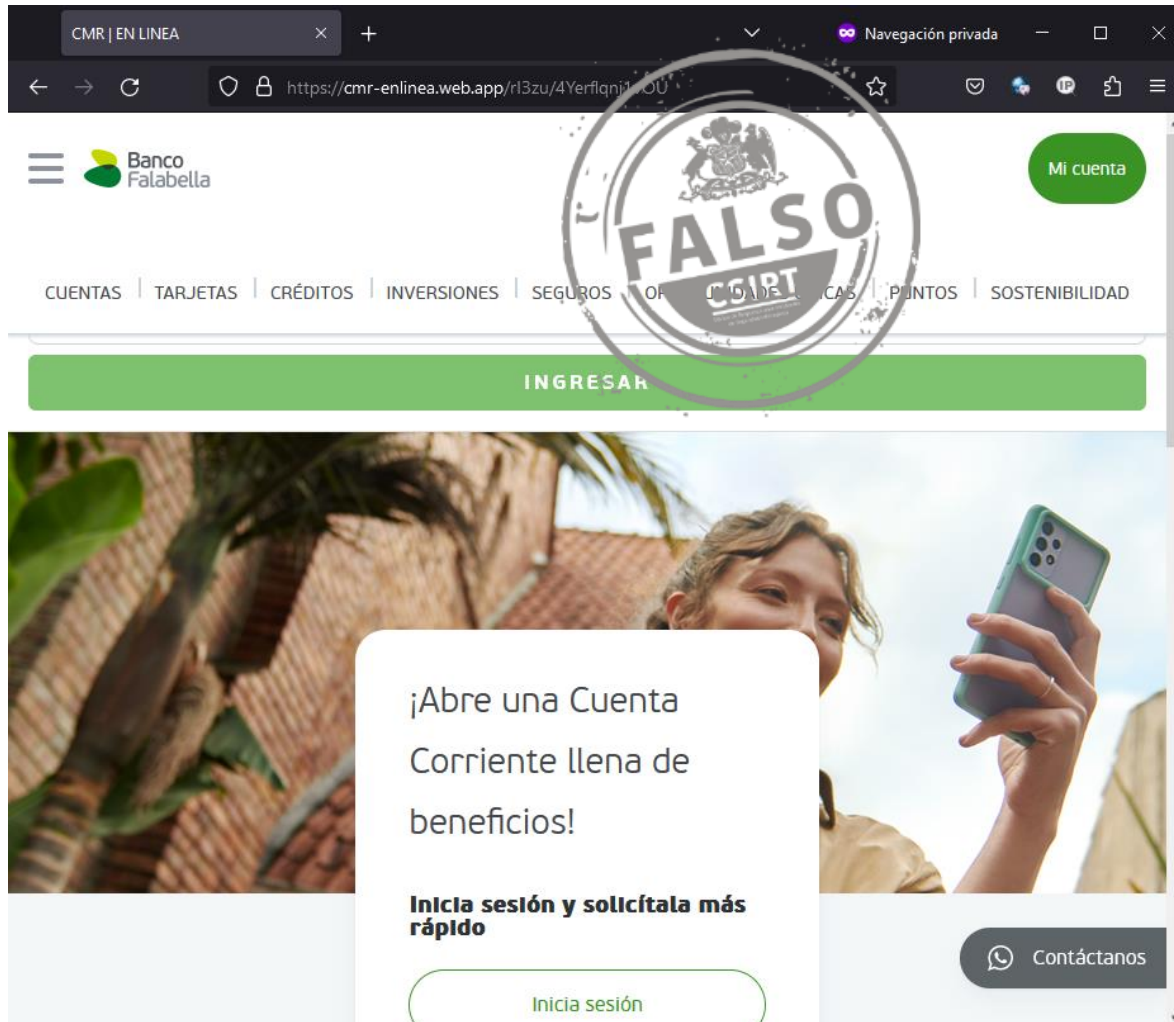 CMR | EN LINEA
Navegación privada
https://cmr-enlinea.web.app/
Banco
Falabella
Mi cuenta
FALSO
CSIRT
CUENTAS TARJETAS CRÉDITOS INVERSIONES SEGUROS PUNTOS SOSTENIBILIDAD
INGRESAR
¡Abre una Cuenta
Corriente llena de
beneficios!
Inicia sesión y solicítala más
rápido
Inicia sesión
Contáctanos